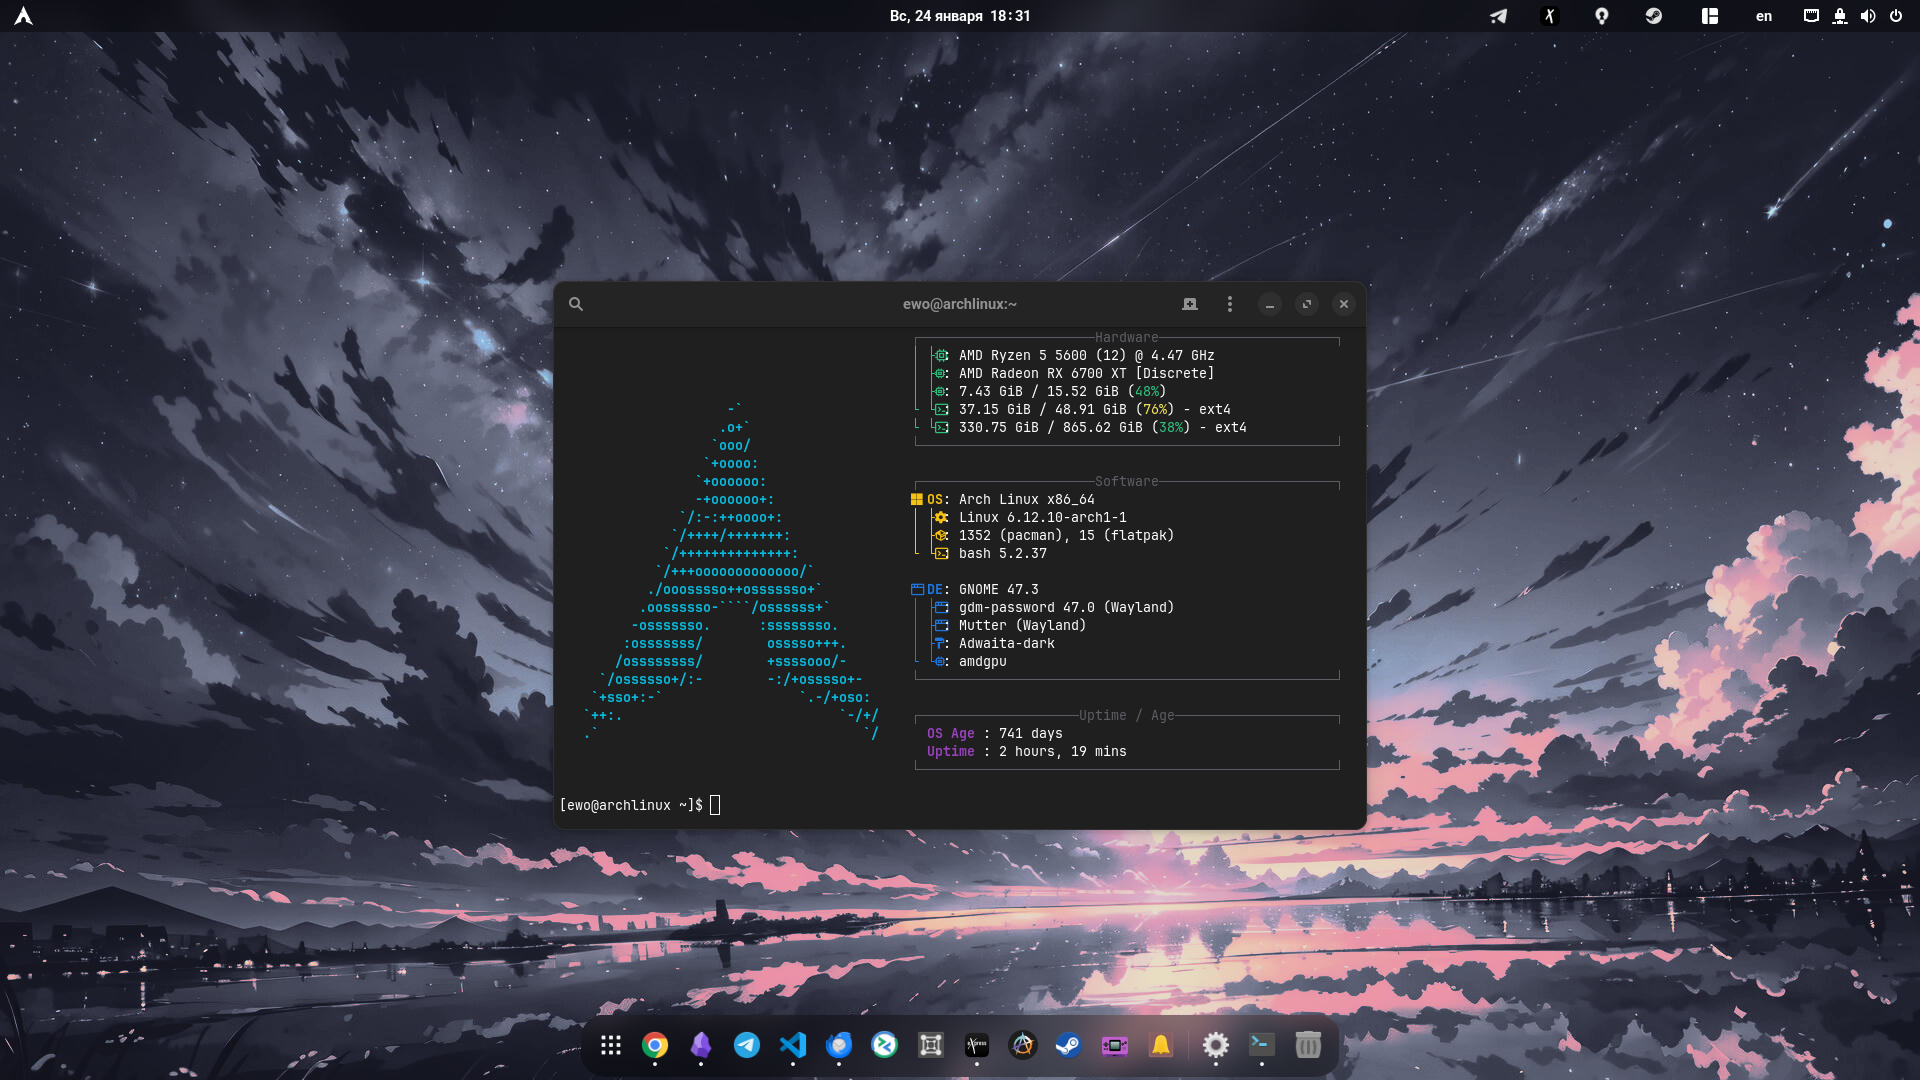 Вс, 24 января 18:31
en
ewo@archlinux:~
Hardware
: AMD Ryzen 5 5600 (12) @ 4.47 GHz
: AMD Radeon RX 6700 XT [Discrete]
: 7.43 GiB / 15.52 GiB (48%)
: 37.15 GiB / 48.91 GiB (76%) - ext4
: 330.75 GiB / 865.62 GiB (38%) - ext4
Software
OS: Arch Linux x86_64
: Linux 6.12.10-arch1-1
: 1352 (pacman), 15 (flatpak)
: bash 5.2.37
DE: GNOME 47.3
: gdm-password 47.0 (Wayland)
: Mutter (Wayland)
: Adwaita-dark
: amdgpu
Uptime / Age
OS Age : 741 days
Uptime : 2 hours, 19 mins
-`
.o+`
`ooo/
`+oooo:
`+oooooo:
-+oooooo+:
`/:-:++oooo+:
`/++++/+++++++:
`/++++++++++++++:
`/+++ooooooooooooo/`
./ooosssso++osssssso+`
.oossssso-````/ossssss+`
-osssssso.      :ssssssso.
:osssssss/        osssso+++.
/ossssssss/        +ssssooo/-
`/ossssso+/:-        -:/+osssso+-
`+sso+:-`                 `.-/+oso:
`++:.                           `-/+/
.`                                 `/
[ewo@archlinux ~]$